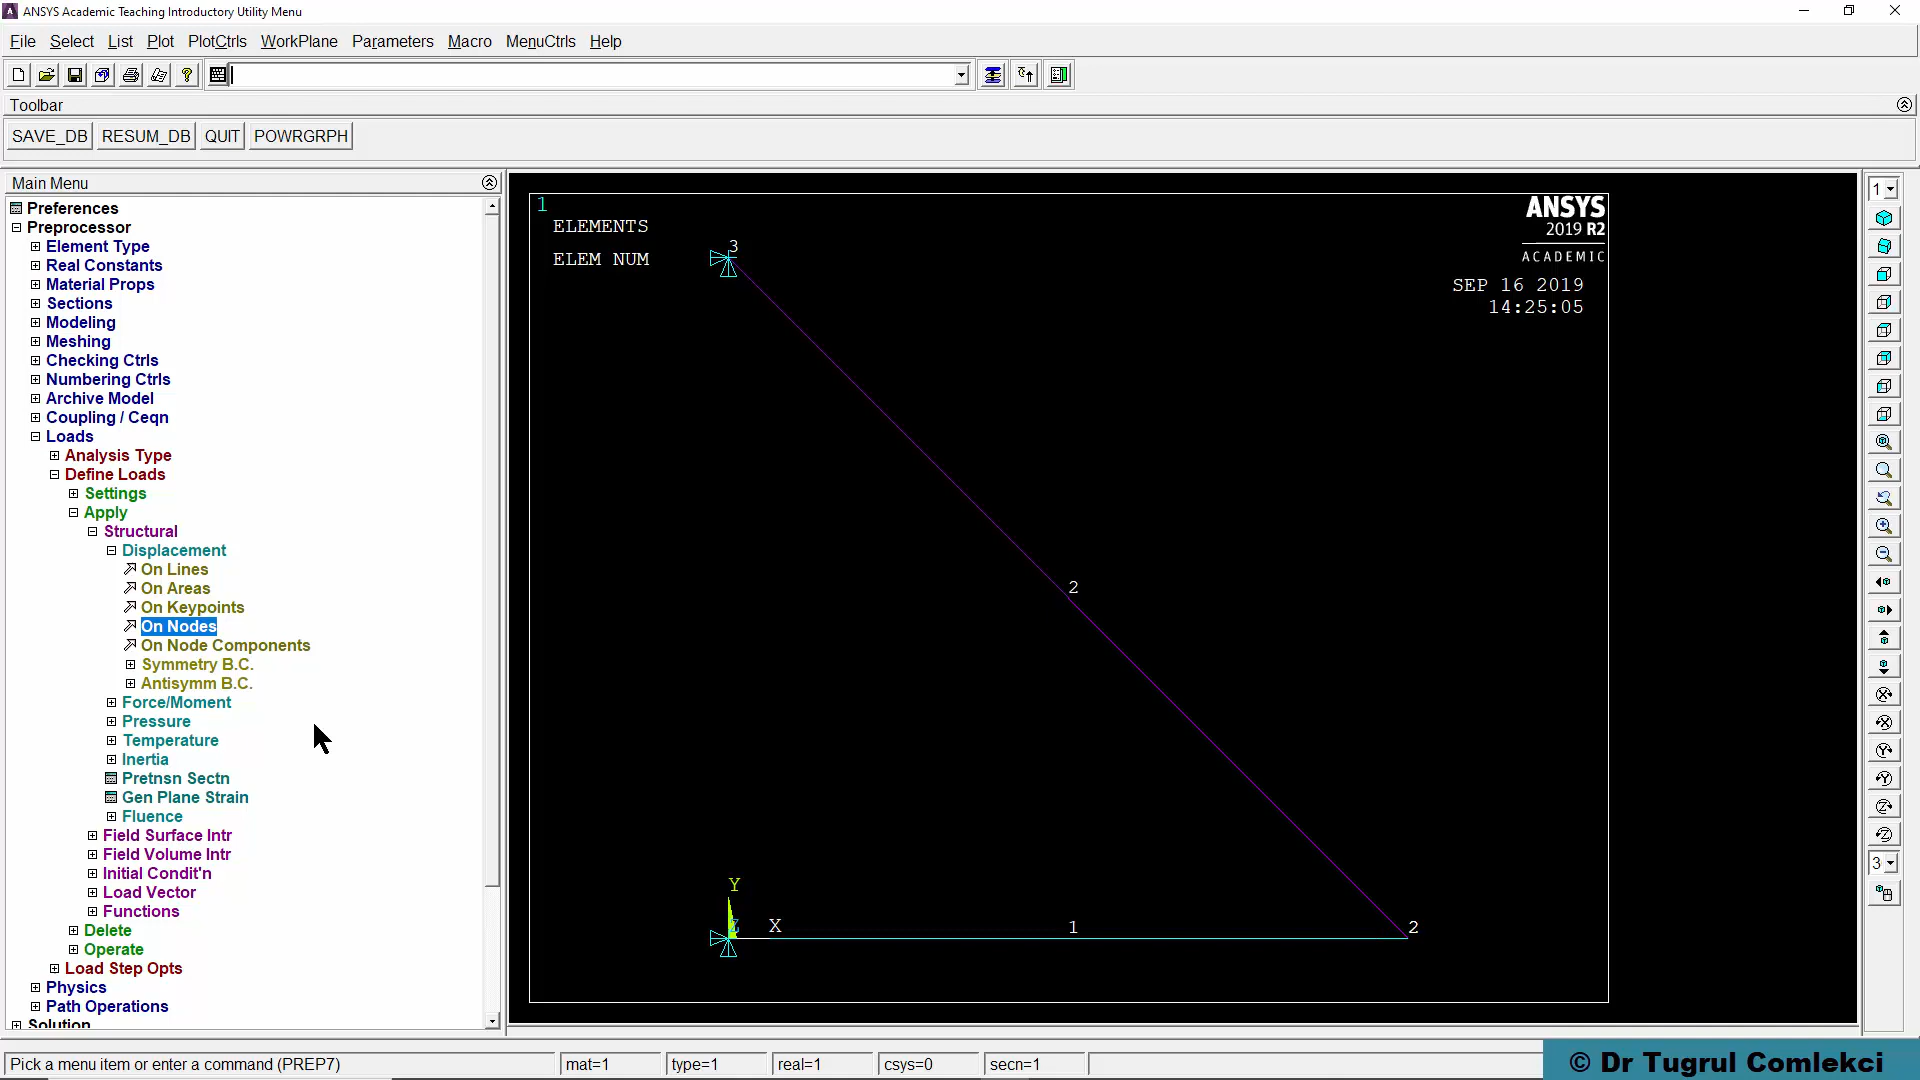 ANSYS Academic Teaching Introductory Utility Menu
File Select List Plot PlotCtrls WorkPlane Parameters Macro MenuCtrls Help
Toolbar
SAVE_DB RESUM_DB QUIT POWRGRPH
Main Menu
Preferences
Preprocessor
Element Type
Real Constants
Material Props
Sections
Modeling
Meshing
Checking Ctrls
Numbering Ctrls
Archive Model
Coupling / Ceqn
Loads
Analysis Type
Define Loads
Settings
Apply
Structural
Displacement
On Lines
On Areas
On Keypoints
On Nodes
On Node Components
Symmetry B.C.
Antisymm B.C.
Force/Moment
Pressure
Temperature
Inertia
Pretnsn Sectn
Gen Plane Strain
Fluence
Field Surface Intr
Field Volume Intr
Initial Condit'n
Load Vector
Functions
Delete
Operate
Load Step Opts
Physics
Path Operations
Solution
1
ELEMENTS
ELEM NUM
3
ANSYS
2019 R2
ACADEMIC
SEP 16 2019
14:25:05
2
Y
Z X 1 2
1
3
Pick a menu item or enter a command (PREP7) mat=1 type=1 real=1 csys=0 secn=1
© Dr Tugrul Comlekci